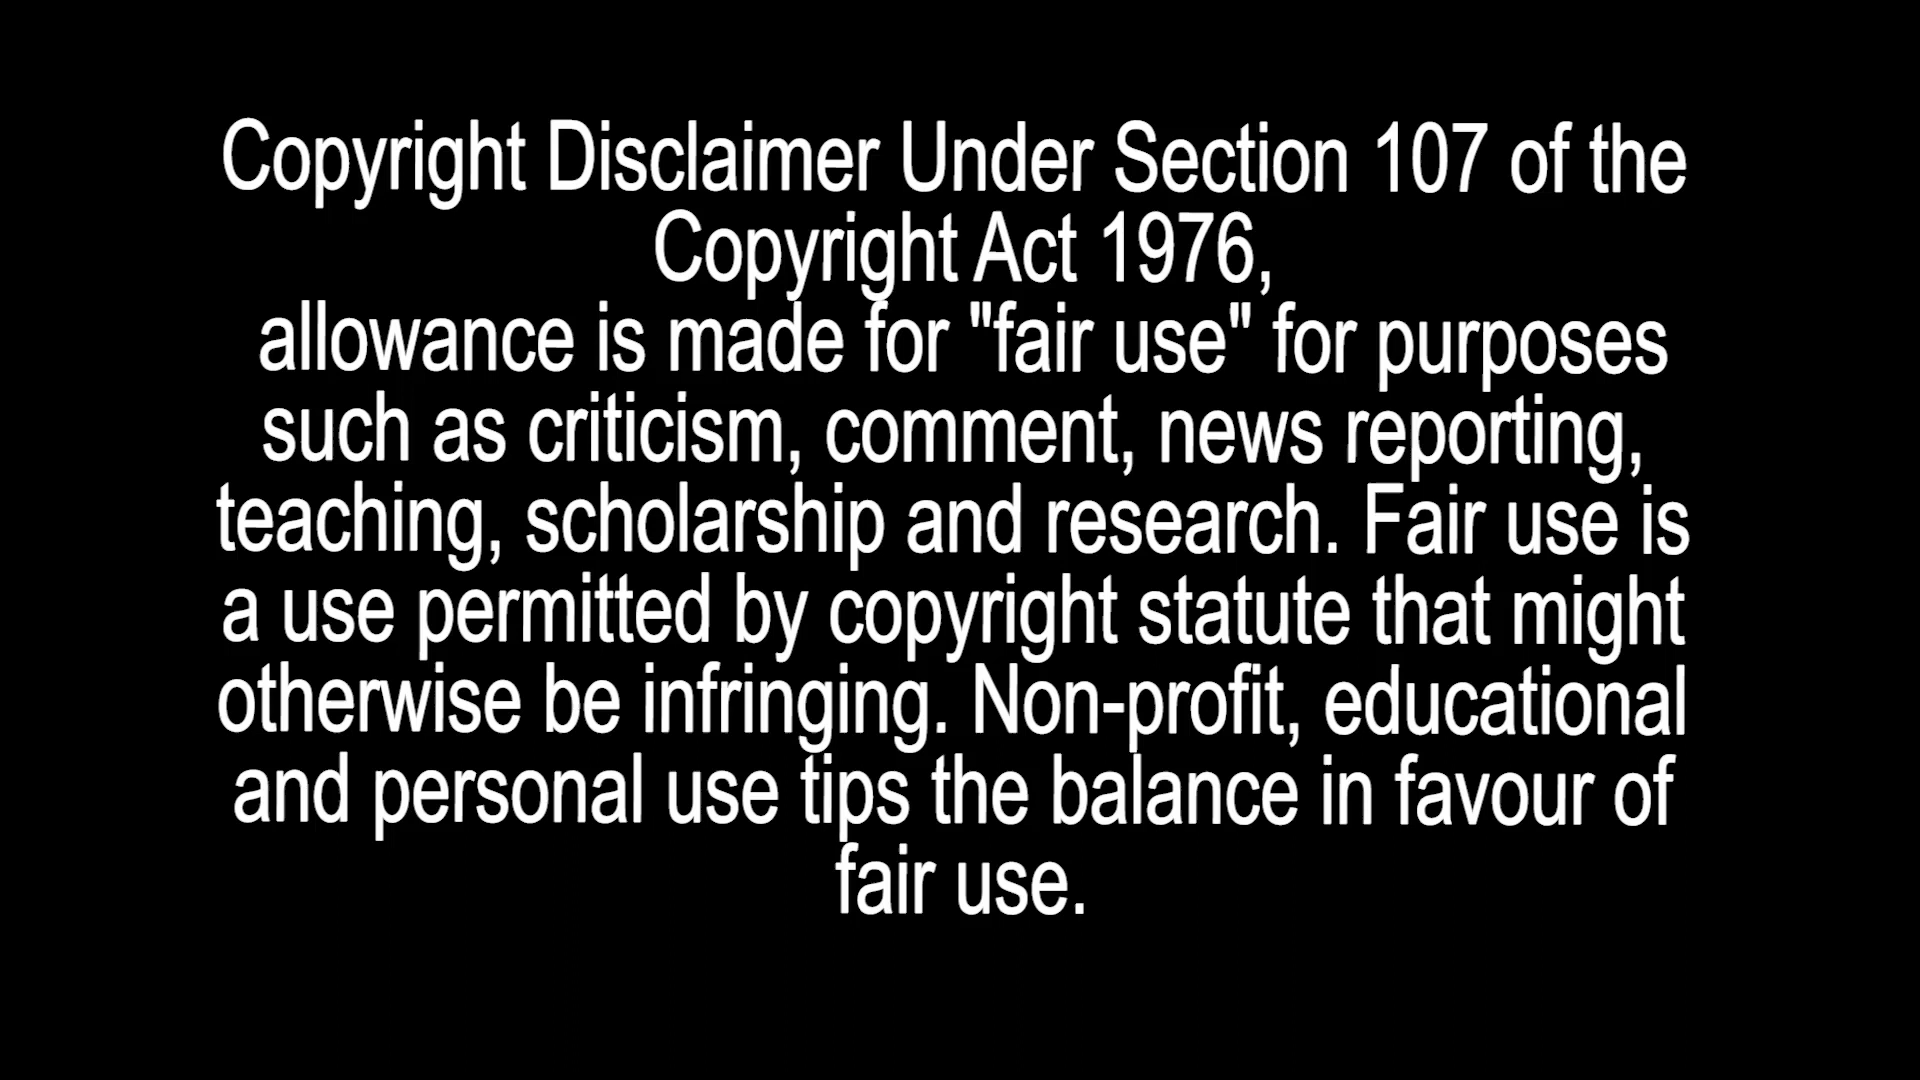 Copyright Disclaimer Under Section 107 of the
Copyright Act 1976,
allowance is made for "fair use" for purposes
such as criticism, comment, news reporting,
teaching, scholarship and research. Fair use is
a use permitted by copyright statute that might
otherwise be infringing. Non-profit, educational
and personal use tips the balance in favour of
fair use.